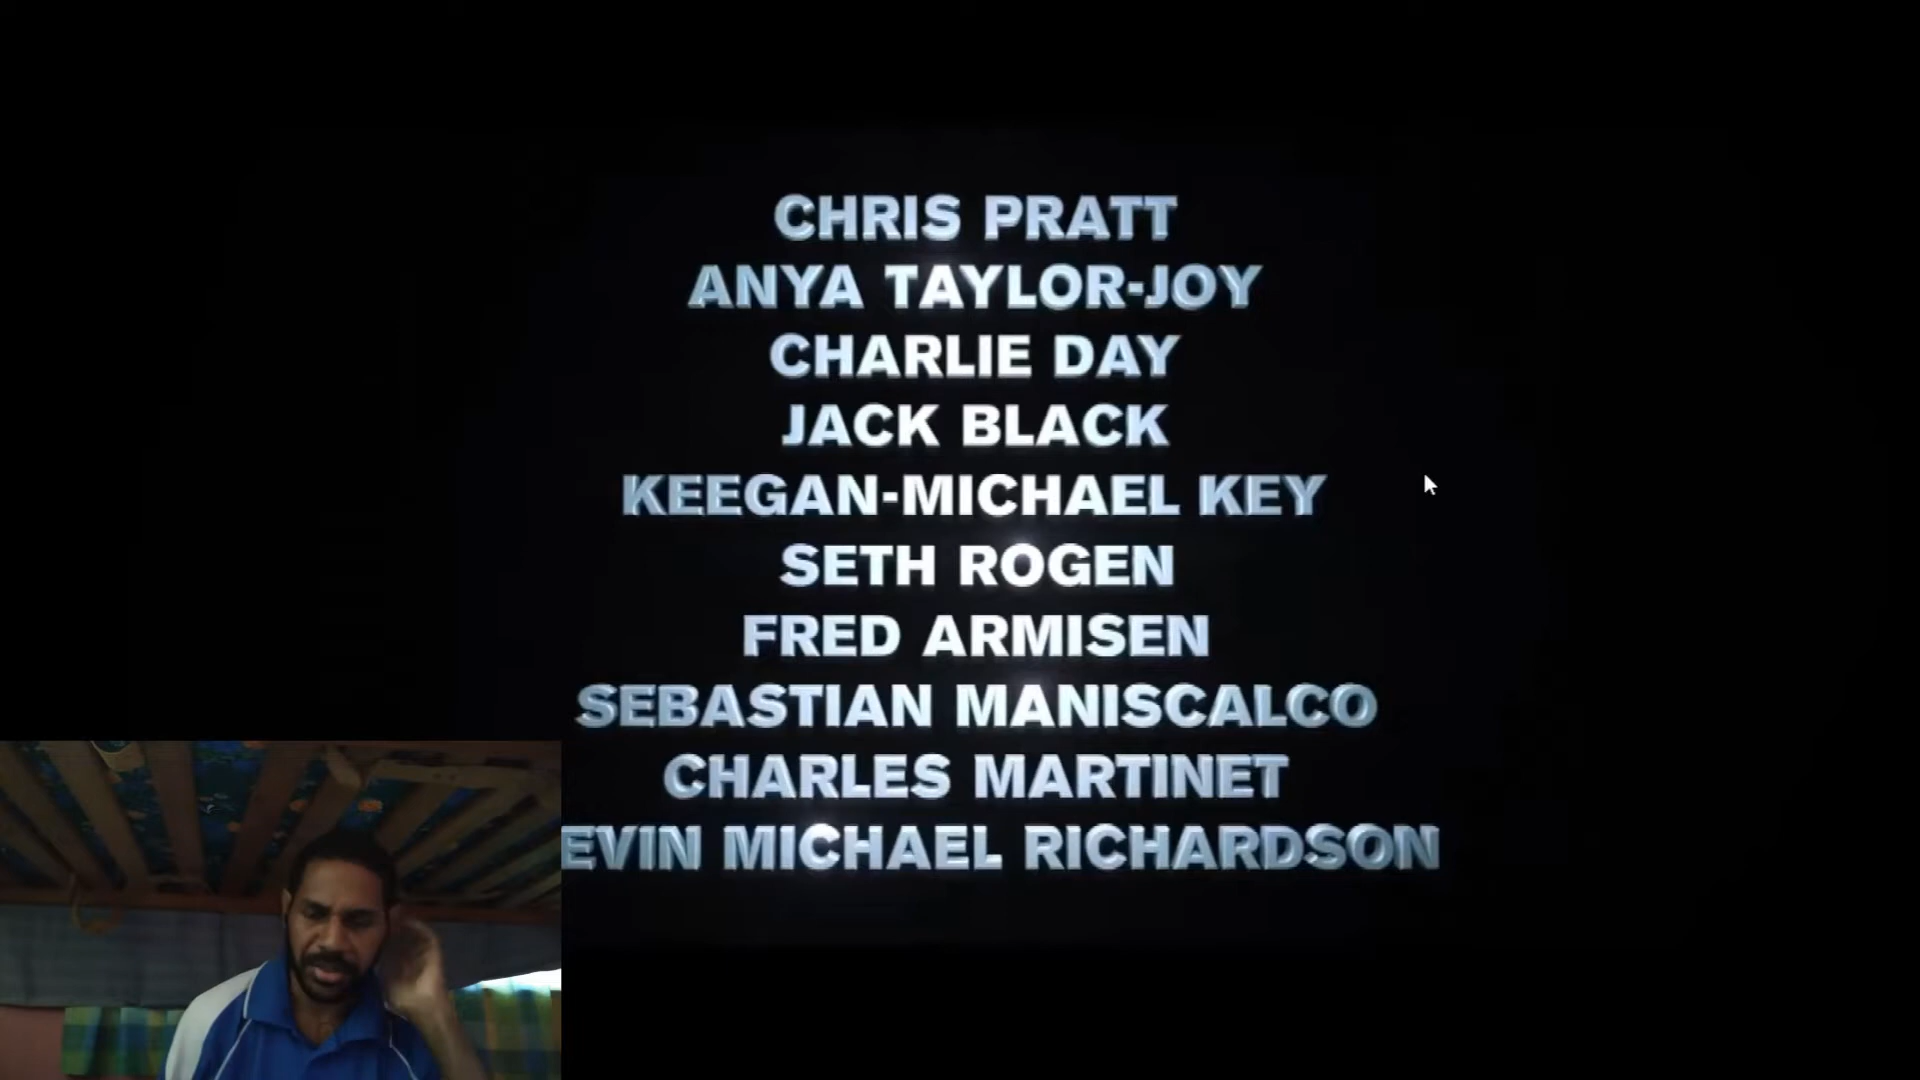 CHRIS PRATT
ANYA TAYLOR-JOY
CHARLIE DAY
JACK BLACK
KEEGAN-MICHAEL KEY
SETH ROGEN
FRED ARMISEN
SEBASTIAN MANISCALCO
CHARLES MARTINET
EVIN MICHAEL RICHARDSON